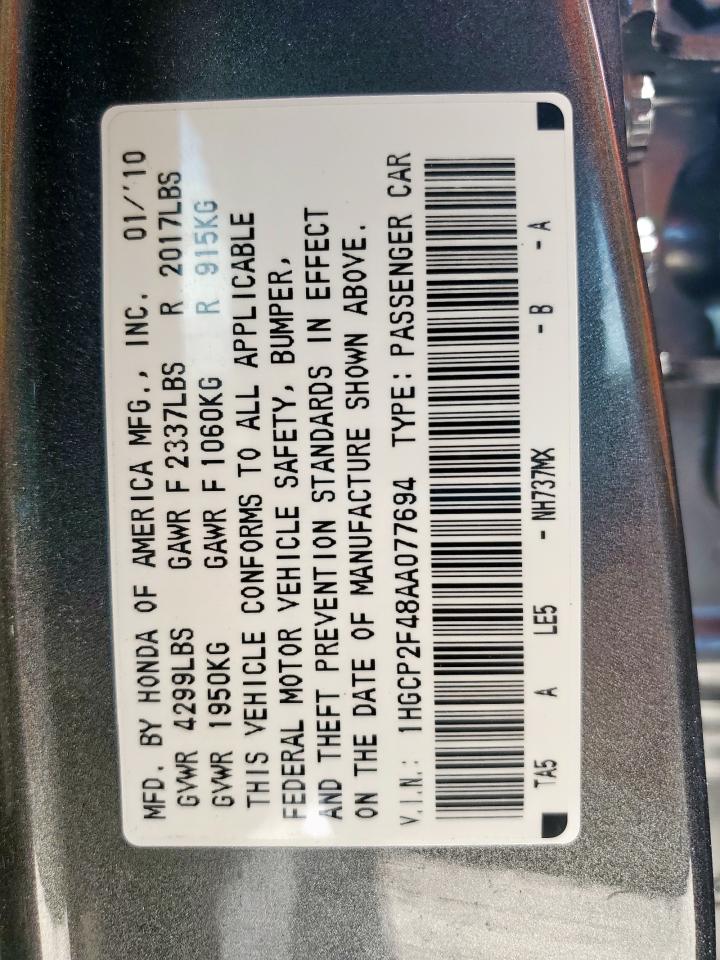 MFD. BY HONDA OF AMERICA MFG., INC. 01/'10
GVWR 4299LBS GAWR F 2337LBS R 2017LBS
GVWR 1950KG GAWR F 1060KG R 915KG
THIS VEHICLE CONFORMS TO ALL APPLICABLE
FEDERAL MOTOR VEHICLE SAFETY, BUMPER,
AND THEFT PREVENTION STANDARDS IN EFFECT
ON THE DATE OF MANUFACTURE SHOWN ABOVE.
V.I.N.: 1HGCP2F48AA077694 TYPE: PASSENGER CAR
TA5 A LE5 - NH737MX - B - A